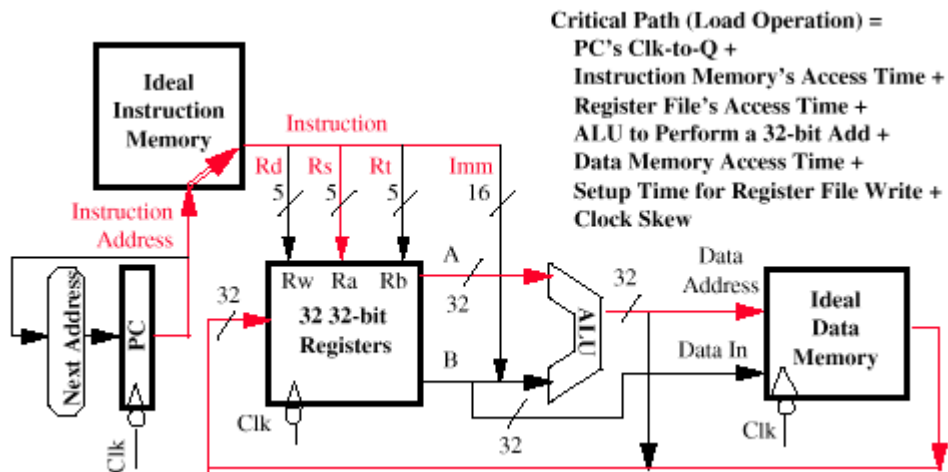 Critical Path (Load Operation) =
PC's Clk-to-Q +
Instruction Memory's Access Time +
Register File's Access Time +
ALU to Perform a 32-bit Add +
Data Memory Access Time +
Setup Time for Register File Write +
Clock Skew
Ideal
Instruction
Memory
Instruction
Rd
Rs
Rt
Imm
5
5
5
16
Instruction
Address
Next Address
PC
Clk
32
Rw Ra Rb
32 32-bit
Registers
Clk
A
32
B
32
ALU
32
Data
Address
Data In
Ideal
Data
Memory
Clk